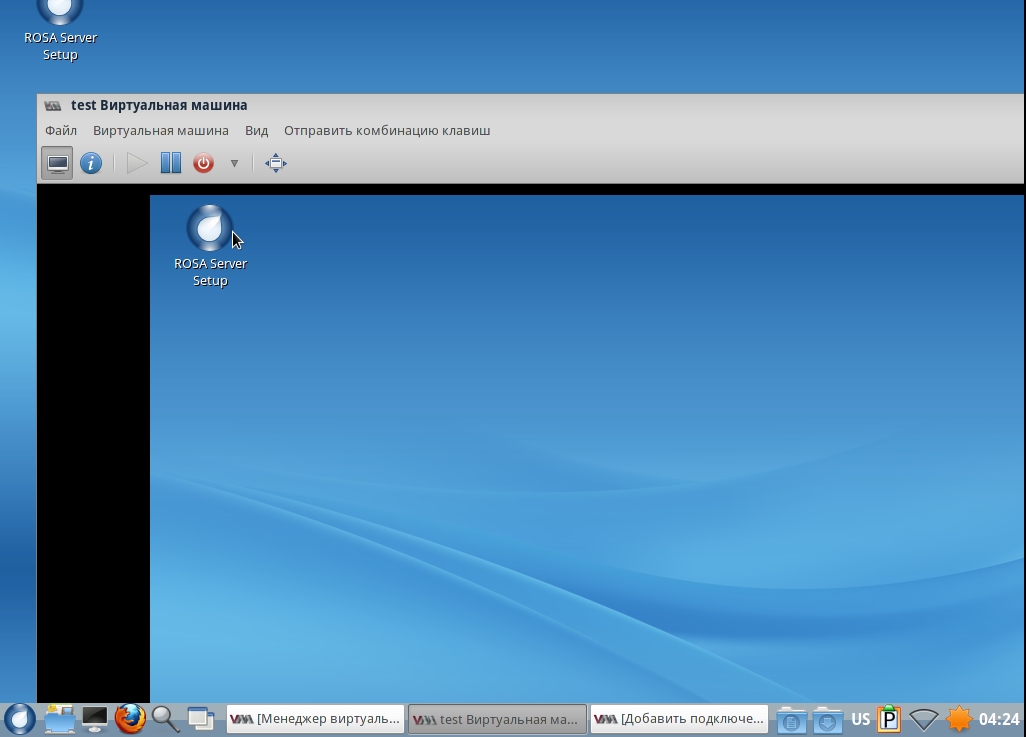 ROSA Server
Setup
test Виртуальная машина
Файл Виртуальная машина Вид Отправить комбинацию клавиш
ROSA Server
Setup
[Менеджер виртуаль... test Виртуальная ма... [Добавить подключе... US P 04:24